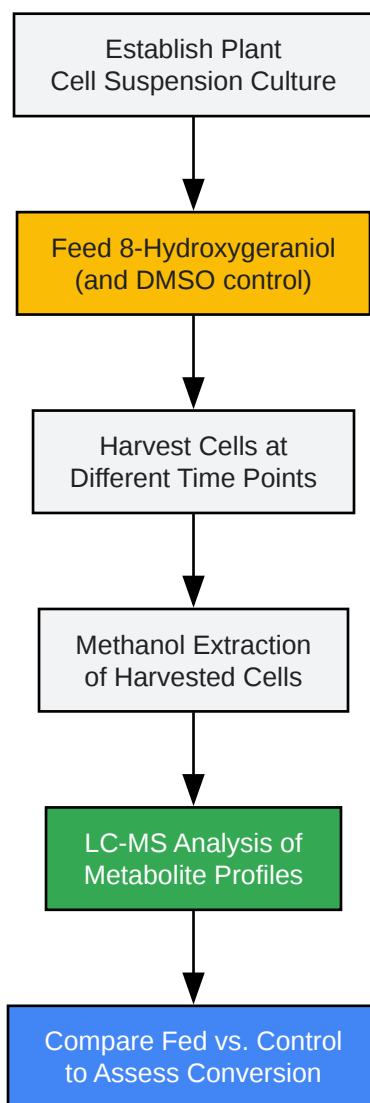 Establish Plant
Cell Suspension Culture
Feed 8-Hydroxygeraniol
(and DMSO control)
Harvest Cells at
Different Time Points
Methanol Extraction
of Harvested Cells
LC-MS Analysis of
Metabolite Profiles
Compare Fed vs. Control
to Assess Conversion